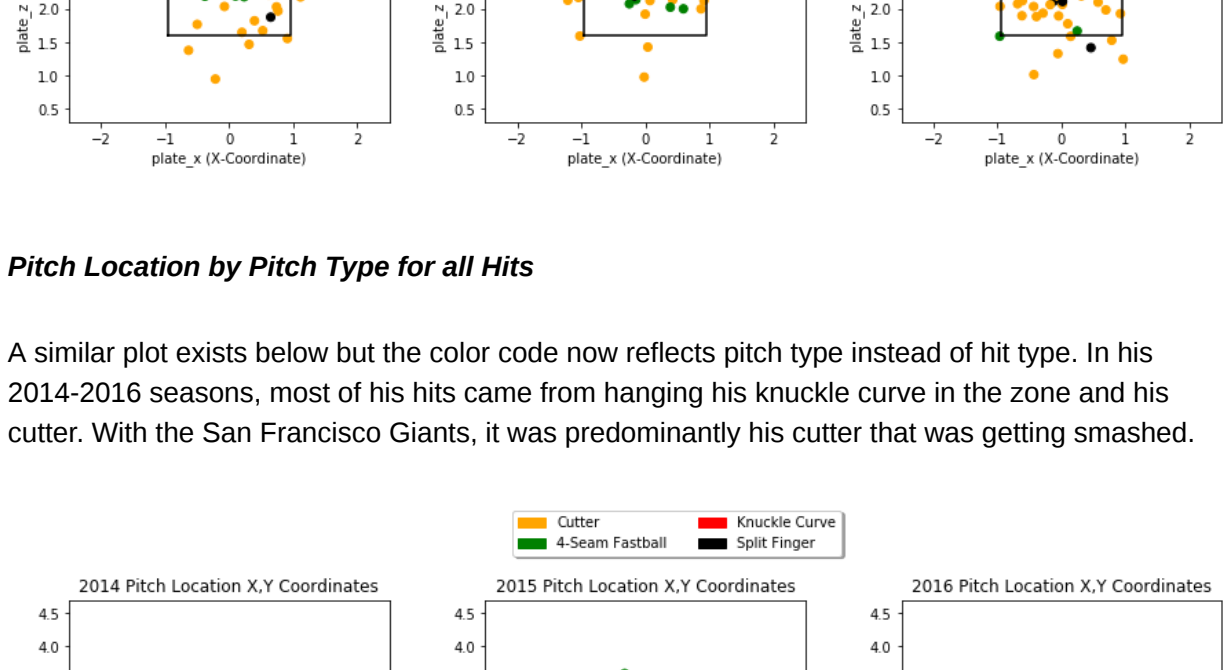 plate_z
2.0
1.5
1.0
0.5
−2 −1 0 1 2
plate_x (X-Coordinate)
plate_z
2.0
1.5
1.0
0.5
−2 −1 0 1 2
plate_x (X-Coordinate)
plate_z
2.0
1.5
1.0
0.5
−2 −1 0 1 2
plate_x (X-Coordinate)
Pitch Location by Pitch Type for all Hits
A similar plot exists below but the color code now reflects pitch type instead of hit type. In his
2014-2016 seasons, most of his hits came from hanging his knuckle curve in the zone and his
cutter. With the San Francisco Giants, it was predominantly his cutter that was getting smashed.
Cutter
4-Seam Fastball
Knuckle Curve
Split Finger
2014 Pitch Location X,Y Coordinates
4.5
4.0
2015 Pitch Location X,Y Coordinates
4.5
4.0
2016 Pitch Location X,Y Coordinates
4.5
4.0